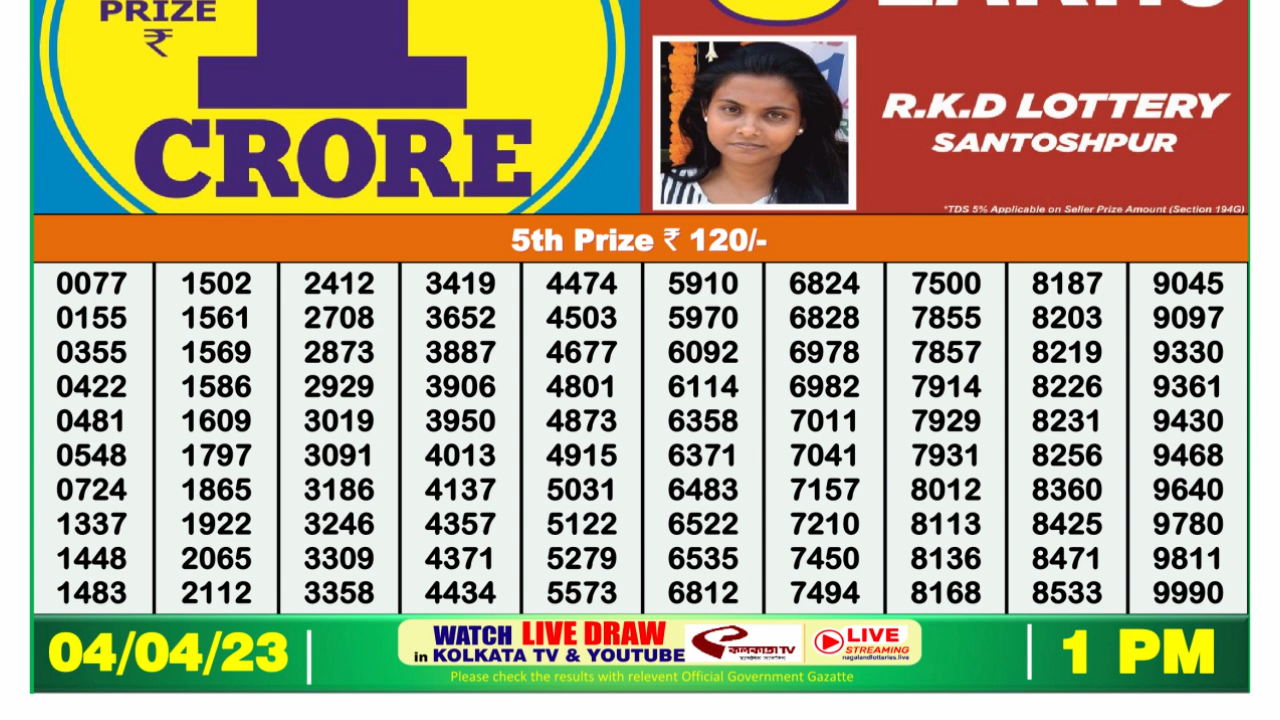 PRIZE
₹
1
CRORE
R.K.D LOTTERY
SANTOSHPUR
*TDS 5% Applicable on Seller Prize Amount (Section 194G)
5th Prize ₹ 120/-
0077 1502 2412 3419 4474 5910 6824 7500 8187 9045
0155 1561 2708 3652 4503 5970 6828 7855 8203 9097
0355 1569 2873 3887 4677 6092 6978 7857 8219 9330
0422 1586 2929 3906 4801 6114 6982 7914 8226 9361
0481 1609 3019 3950 4873 6358 7011 7929 8231 9430
0548 1797 3091 4013 4915 6371 7041 7931 8256 9468
0724 1865 3186 4137 5031 6483 7157 8012 8360 9640
1337 1922 3246 4357 5122 6522 7210 8113 8425 9780
1448 2065 3309 4371 5279 6535 7450 8136 8471 9811
1483 2112 3358 4434 5573 6812 7494 8168 8533 9990
04/04/23
WATCH LIVE DRAW
in KOLKATA TV & YOUTUBE
কলকাতা TV
LIVE
STREAMING
nagalandlotteries.live
Please check the results with relevent Official Government Gazatte
1 PM